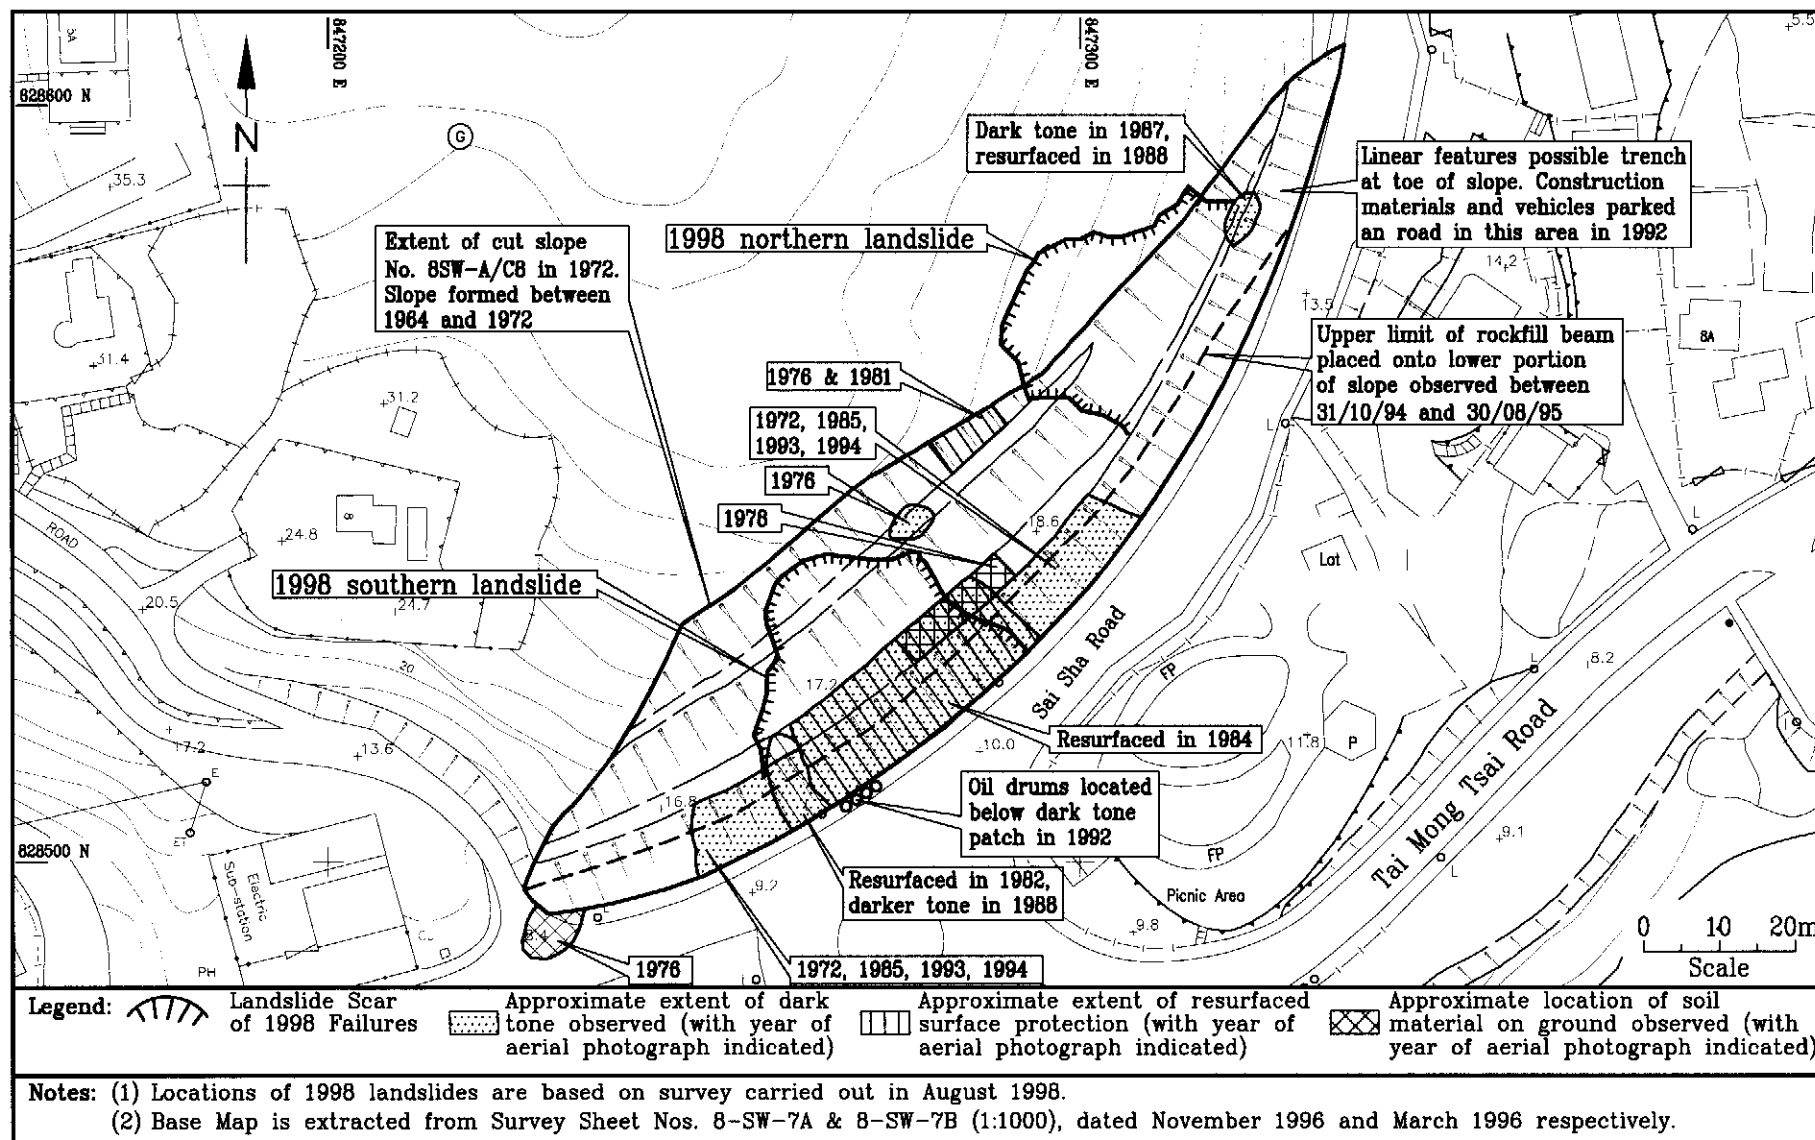 3A
847200 E
847300 E
5.5
828600 N
N
G
35.3
L
Dark tone in 1987,
resurfaced in 1988
Linear features possible trench
at toe of slope. Construction
materials and vehicles parked
an road in this area in 1992
1998 northern landslide
Extent of cut slope
No. 8SW-A/C8 in 1972.
Slope formed between
1964 and 1972
14.2
13.5
Upper limit of rockfill beam
placed onto lower portion
of slope observed between
31/10/94 and 30/08/95
8A
31.4
31.2
1976 & 1981
1972, 1985,
1993, 1994
L
1976
1978
8
18.6
L
24.8
ROAD
Lot
1998 southern landslide
20.5
24.7
Sai Sha Road
20
17.2
FP
L
8.2
17.2
13.6
10.0
Resurfaced in 1984
11.8
P
Tai Mong Tsai Road
E
16.8
Oil drums located
below dark tone
patch in 1992
9.1
ET
828500 N
FP
L
Electric
Sub-station
9.2
Resurfaced in 1982,
darker tone in 1988
Picnic Area
L
8.4
9.8
0 10 20m
Scale
PH
1976
1972, 1985, 1993, 1994
Legend:
Landslide Scar
of 1998 Failures
Approximate extent of dark
tone observed (with year of
aerial photograph indicated)
Approximate extent of resurfaced
surface protection (with year of
aerial photograph indicated)
Approximate location of soil
material on ground observed (with
year of aerial photograph indicated)
Notes: (1) Locations of 1998 landslides are based on survey carried out in August 1998.
(2) Base Map is extracted from Survey Sheet Nos. 8-SW-7A & 8-SW-7B (1:1000), dated November 1996 and March 1996 respectively.